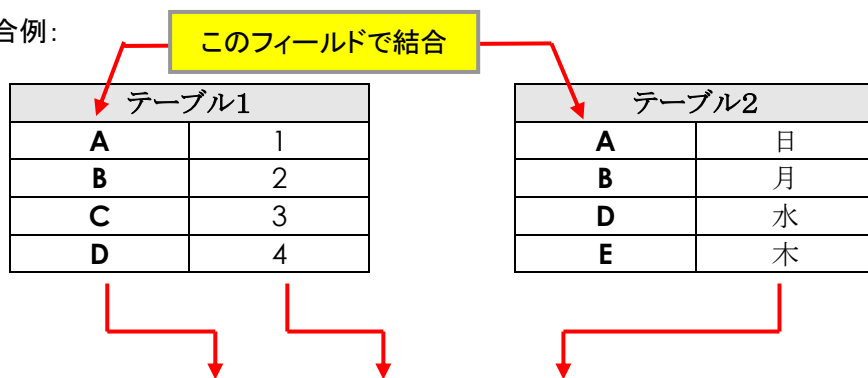 合例:
このフィールドで結合
テーブル1 テーブル2
A 1 A 日
B 2 B 月
C 3 D 水
D 4 E 木